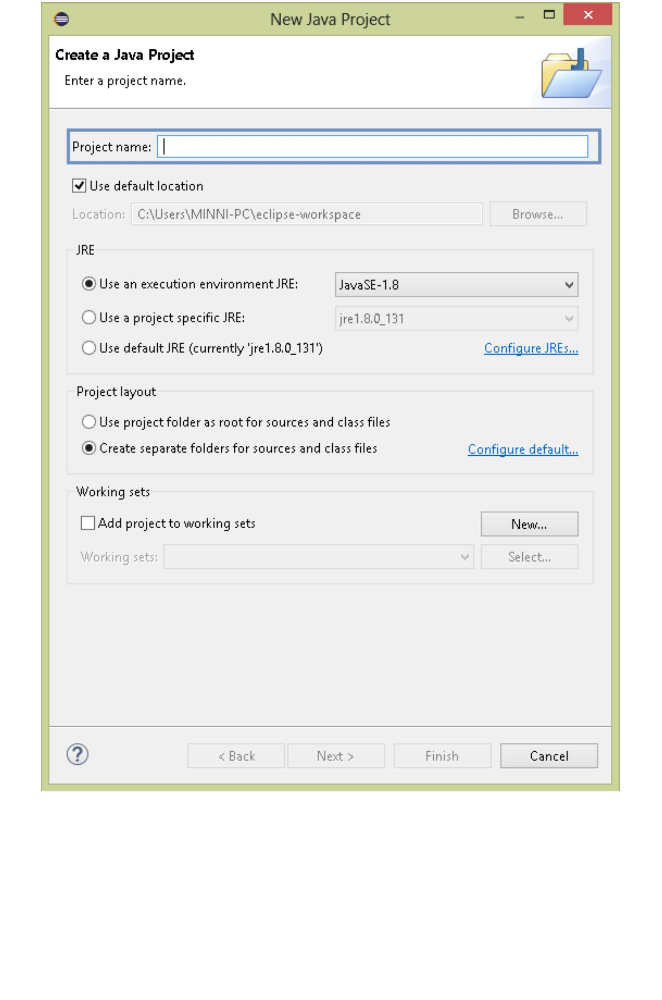 New Java Project
Create a Java Project
Enter a project name.
Project name:
Use default location
Location: C:\Users\MINNI-PC\eclipse-workspace Browse...
JRE
Use an execution environment JRE: JavaSE-1.8
Use a project specific JRE: jre1.8.0_131
Use default JRE (currently 'jre1.8.0_131') Configure JREs...
Project layout
Use project folder as root for sources and class files
Create separate folders for sources and class files Configure default...
Working sets
Add project to working sets New...
Working sets: Select...
? < Back Next > Finish Cancel